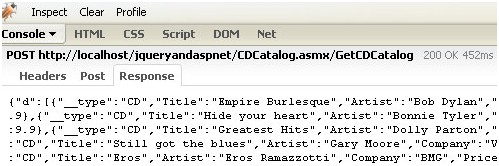 Inspect Clear Profile
Console HTML CSS Script DOM Net
POST http://localhost/jqueryandaspnet/CDCatalog.asmx/GetCDCatalog 200 OK 452ms
Headers Post Response
{"d":[{"__type":"CD","Title":"Empire Burlesque","Artist":"Bob Dylan","
.9},{"__type":"CD","Title":"Hide your heart","Artist":"Bonnie Tyler","
:9.9},{"__type":"CD","Title":"Greatest Hits","Artist":"Dolly Parton","
:"CD","Title":"Still got the blues","Artist":"Gary Moore","Company":"V
:"CD","Title":"Eros","Artist":"Eros Ramazzotti","Company":"BMG","Pric